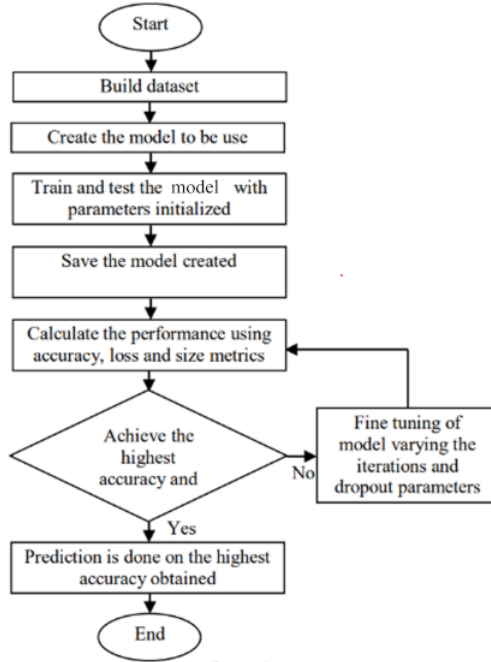 Start
Build dataset
Create the model to be use
Train and test the model with
parameters initialized
Save the model created
Calculate the performance using
accuracy, loss and size metrics
Achieve the
highest
accuracy and
No
Fine tuning of
model varying the
iterations and
dropout parameters
Yes
Prediction is done on the highest
accuracy obtained
End